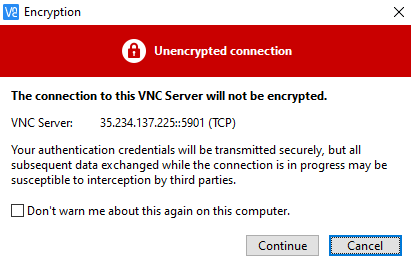 Encryption
Unencrypted connection
The connection to this VNC Server will not be encrypted.
VNC Server: 35.234.137.225::5901 (TCP)
Your authentication credentials will be transmitted securely, but all
subsequent data exchanged while the connection is in progress may be
susceptible to interception by third parties.
Don't warn me about this again on this computer.
Continue Cancel